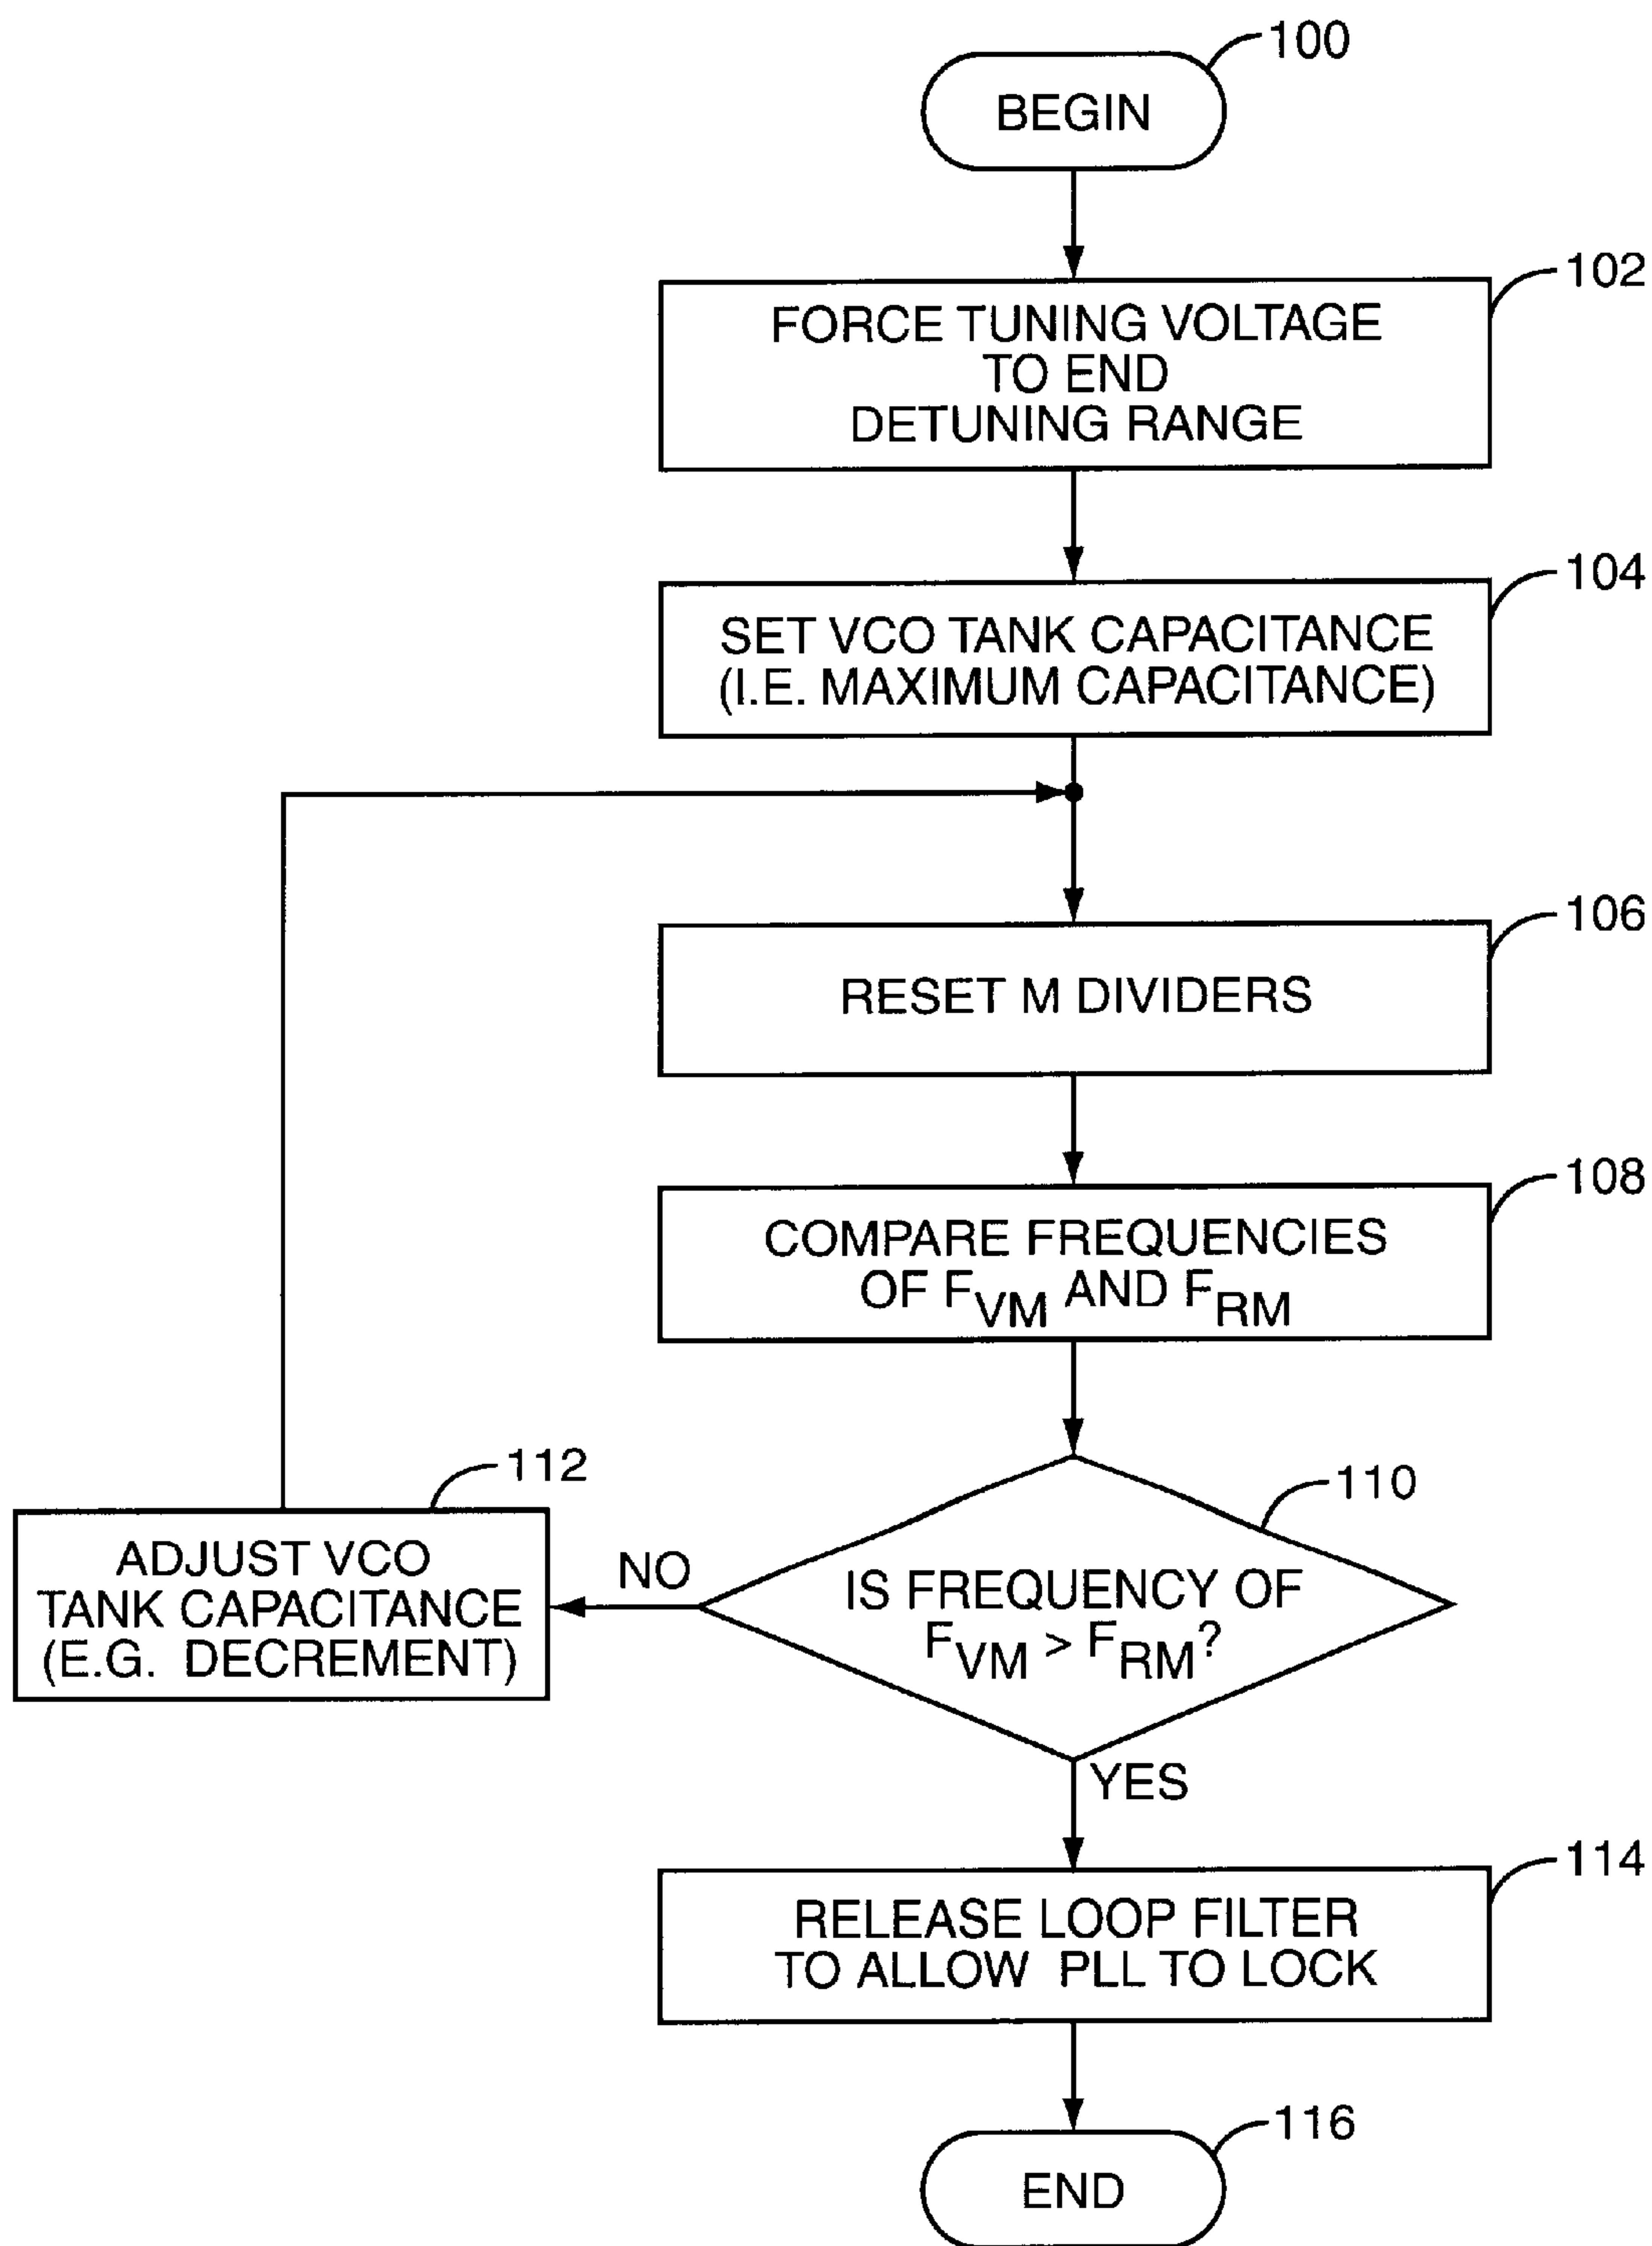 100
BEGIN
102
FORCE TUNING VOLTAGE
TO END
DETUNING RANGE
104
SET VCO TANK CAPACITANCE
(I.E. MAXIMUM CAPACITANCE)
106
RESET M DIVIDERS
108
COMPARE FREQUENCIES
OF FVM AND FRM
110
IS FREQUENCY OF
FVM > FRM?
NO
112
ADJUST VCO
TANK CAPACITANCE
(E.G. DECREMENT)
YES
114
RELEASE LOOP FILTER
TO ALLOW PLL TO LOCK
116
END